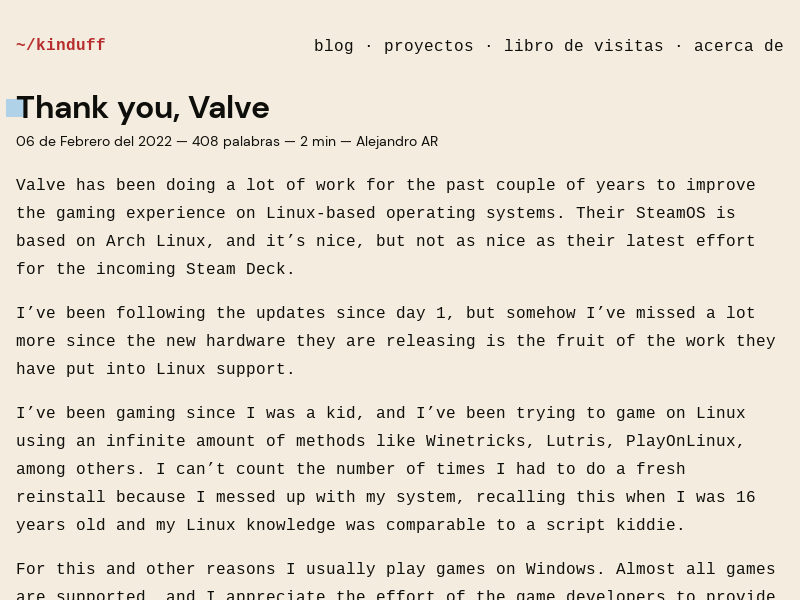 ~/kinduff
blog · proyectos · libro de visitas · acerca de
Thank you, Valve
06 de Febrero del 2022 — 408 palabras — 2 min — Alejandro AR
Valve has been doing a lot of work for the past couple of years to improve
the gaming experience on Linux-based operating systems. Their SteamOS is
based on Arch Linux, and it’s nice, but not as nice as their latest effort
for the incoming Steam Deck.
I’ve been following the updates since day 1, but somehow I’ve missed a lot
more since the new hardware they are releasing is the fruit of the work they
have put into Linux support.
I’ve been gaming since I was a kid, and I’ve been trying to game on Linux
using an infinite amount of methods like Winetricks, Lutris, PlayOnLinux,
among others. I can’t count the number of times I had to do a fresh
reinstall because I messed up with my system, recalling this when I was 16
years old and my Linux knowledge was comparable to a script kiddie.
For this and other reasons I usually play games on Windows. Almost all games
are supported, and I appreciate the effort of the game developers to provide